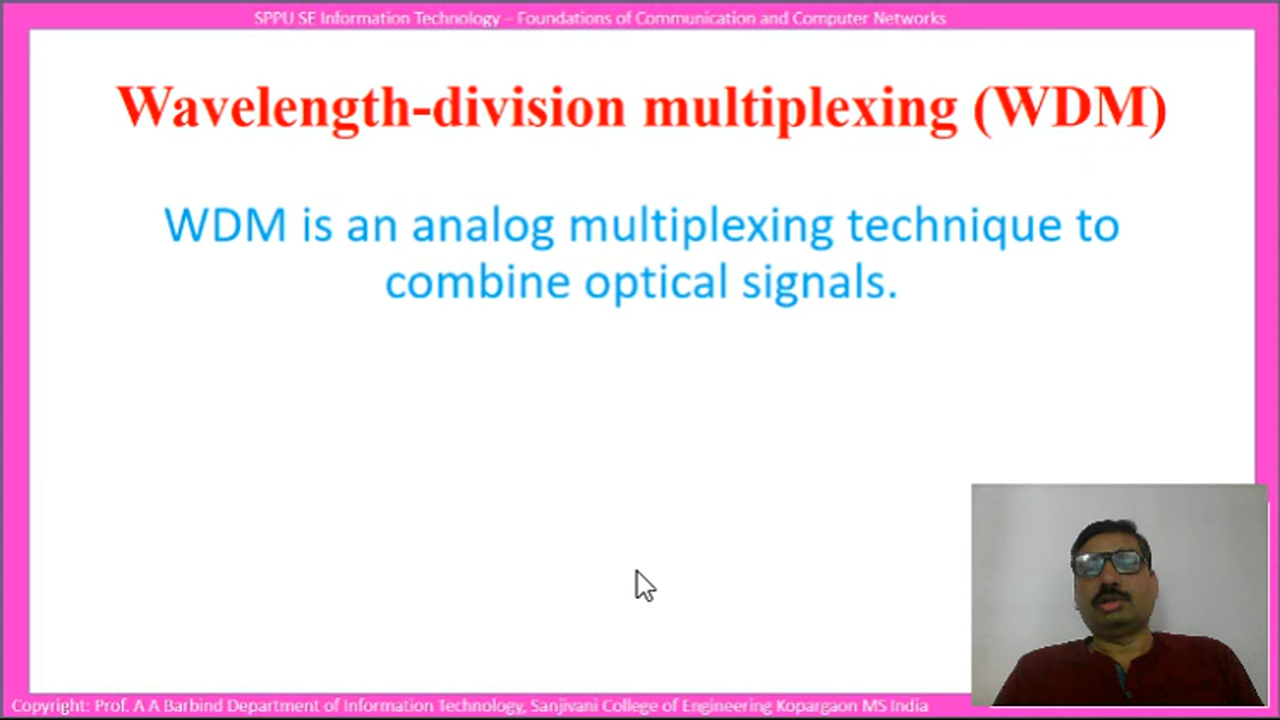 SPPU SE Information Technology – Foundations of Communication and Computer Networks
Wavelength-division multiplexing (WDM)
WDM is an analog multiplexing technique to
combine optical signals.
Copyright: Prof. A A Barbind Department of Information Technology, Sanjivani College of Engineering Kopargaon MS India